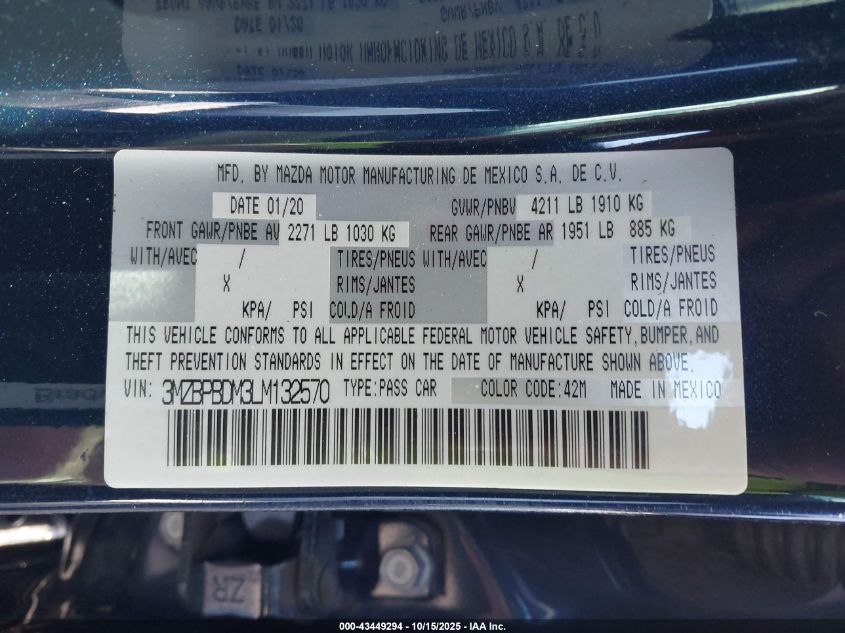 MFD. BY MAZDA MOTOR MANUFACTURING DE MEXICO S.A. DE C.V.
DATE 01/20 GVWR/PNBV 4211 LB 1910 KG
FRONT GAWR/PNBE AV 2271 LB 1030 KG REAR GAWR/PNBE AR 1951 LB 885 KG
WITH/AVEC / TIRES/PNEUS WITH/AVEC / TIRES/PNEUS
X RIMS/JANTES X RIMS/JANTES
KPA/ PSI COLD/A FROID KPA/ PSI COLD/A FROID
THIS VEHICLE CONFORMS TO ALL APPLICABLE FEDERAL MOTOR VEHICLE SAFETY, BUMPER, AND
THEFT PREVENTION STANDARDS IN EFFECT ON THE DATE OF MANUFACTURE SHOWN ABOVE.
VIN: 3MZBPBDM3LM132570 TYPE:PASS CAR COLOR CODE:42M MADE IN MEXICO
ZR
000-43449294 - 10/15/2025 - IAA Inc.